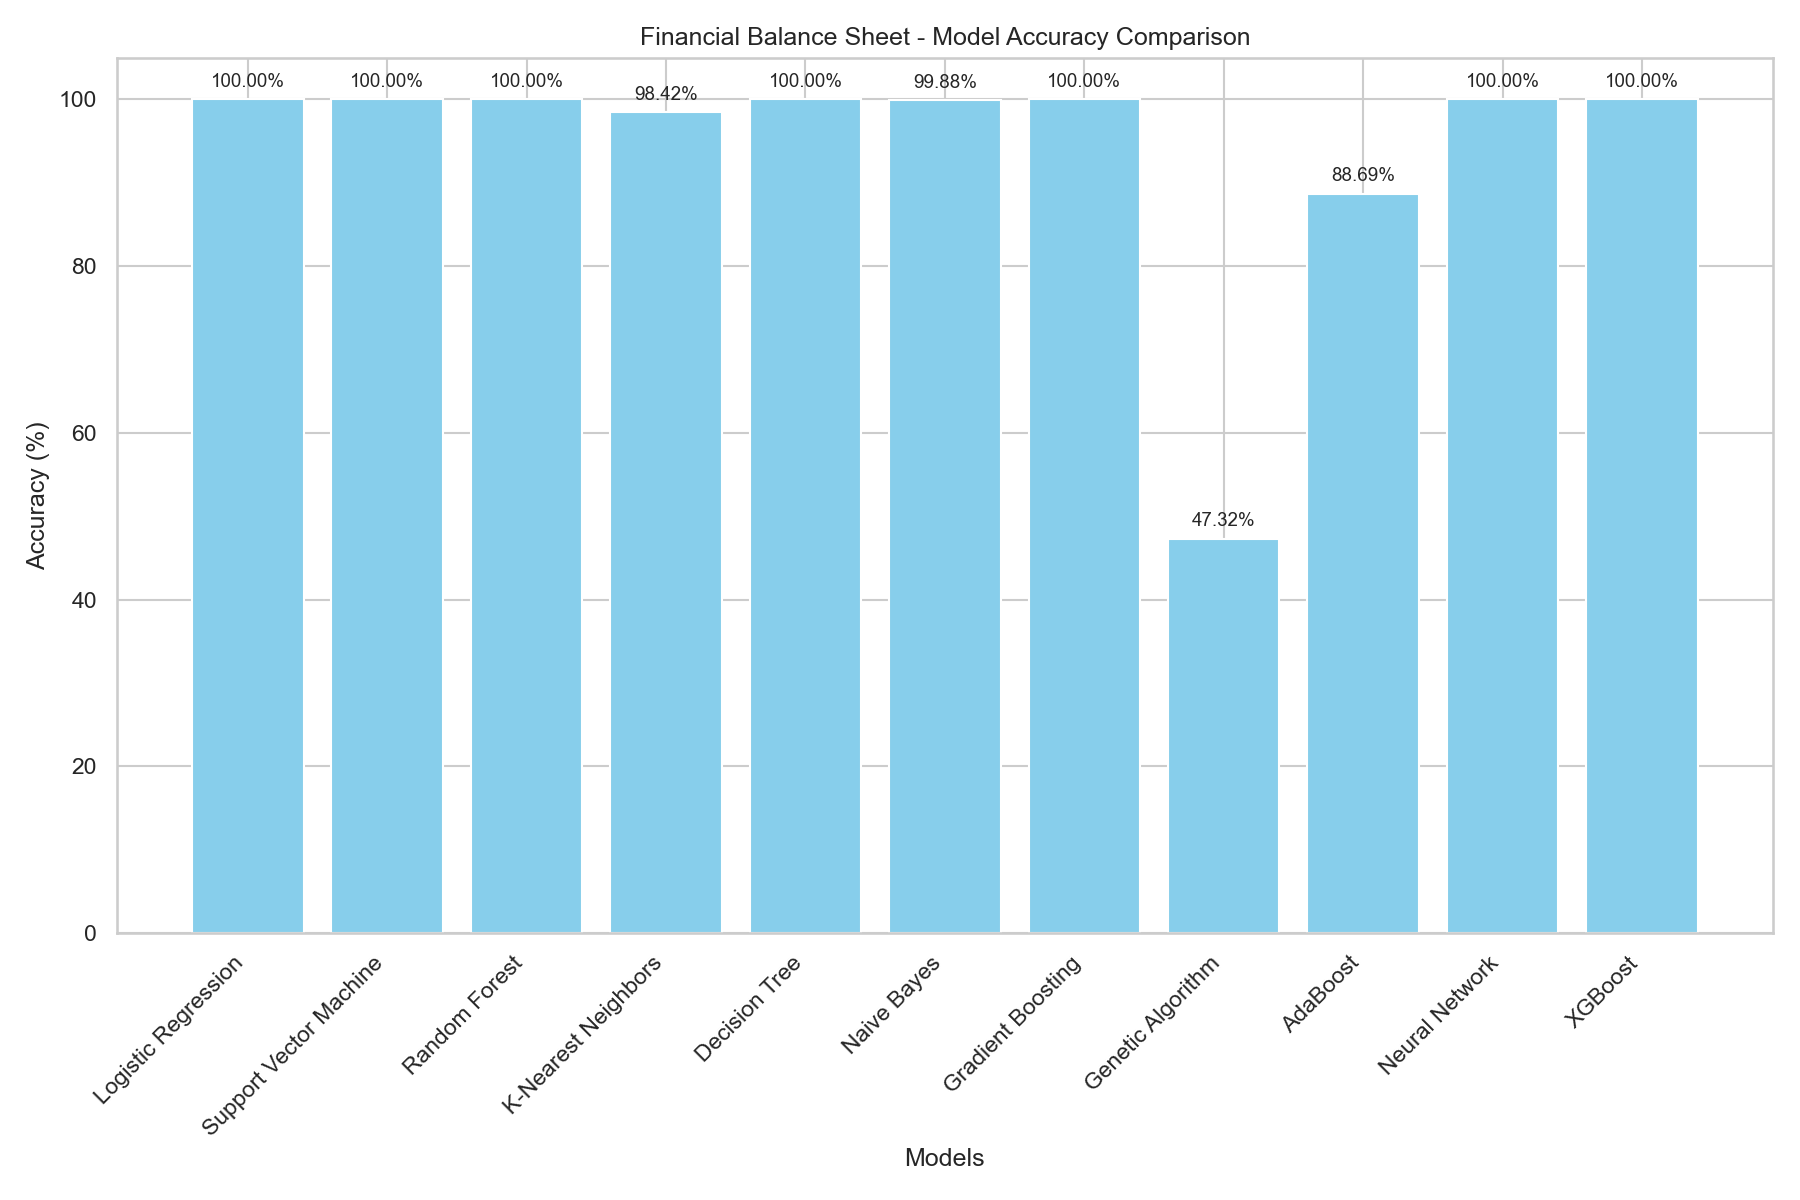 Financial Balance Sheet - Model Accuracy Comparison
100.00%
100.00%
100.00%
98.42%
100.00%
99.88%
100.00%
47.32%
88.69%
100.00%
100.00%
Accuracy (%)
100
80
60
40
20
0
Logistic Regression
Support Vector Machine
Random Forest
K-Nearest Neighbors
Decision Tree
Naive Bayes
Gradient Boosting
Genetic Algorithm
AdaBoost
Neural Network
XGBoost
Models